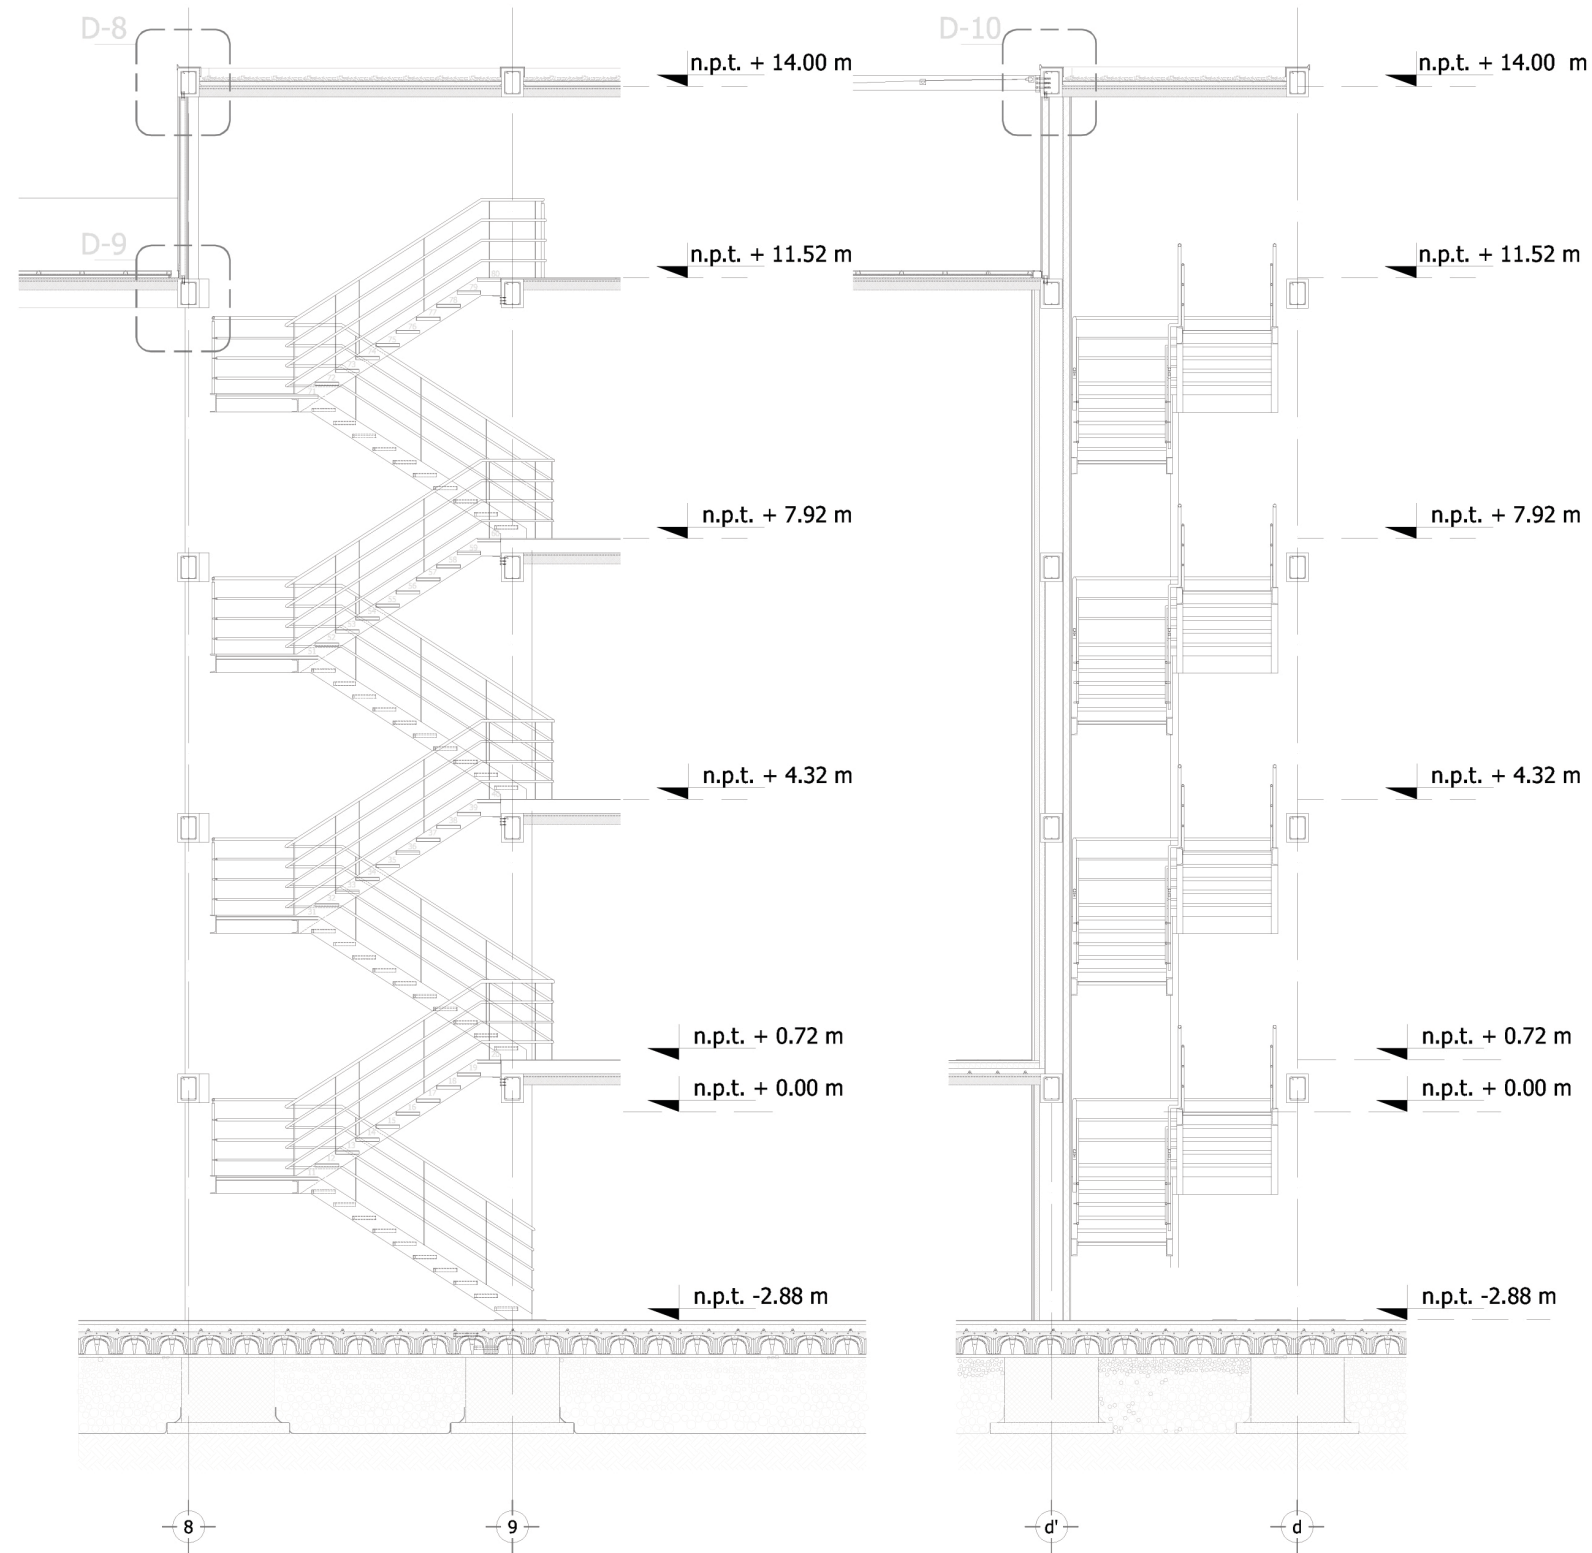 D-8
D-10
n.p.t. + 14.00 m
n.p.t. + 14.00 m
D-9
n.p.t. + 11.52 m
n.p.t. + 11.52 m
n.p.t. + 7.92 m
n.p.t. + 7.92 m
n.p.t. + 4.32 m
n.p.t. + 4.32 m
n.p.t. + 0.72 m
n.p.t. + 0.72 m
n.p.t. + 0.00 m
n.p.t. + 0.00 m
n.p.t. -2.88 m
n.p.t. -2.88 m
8
9
d'
d